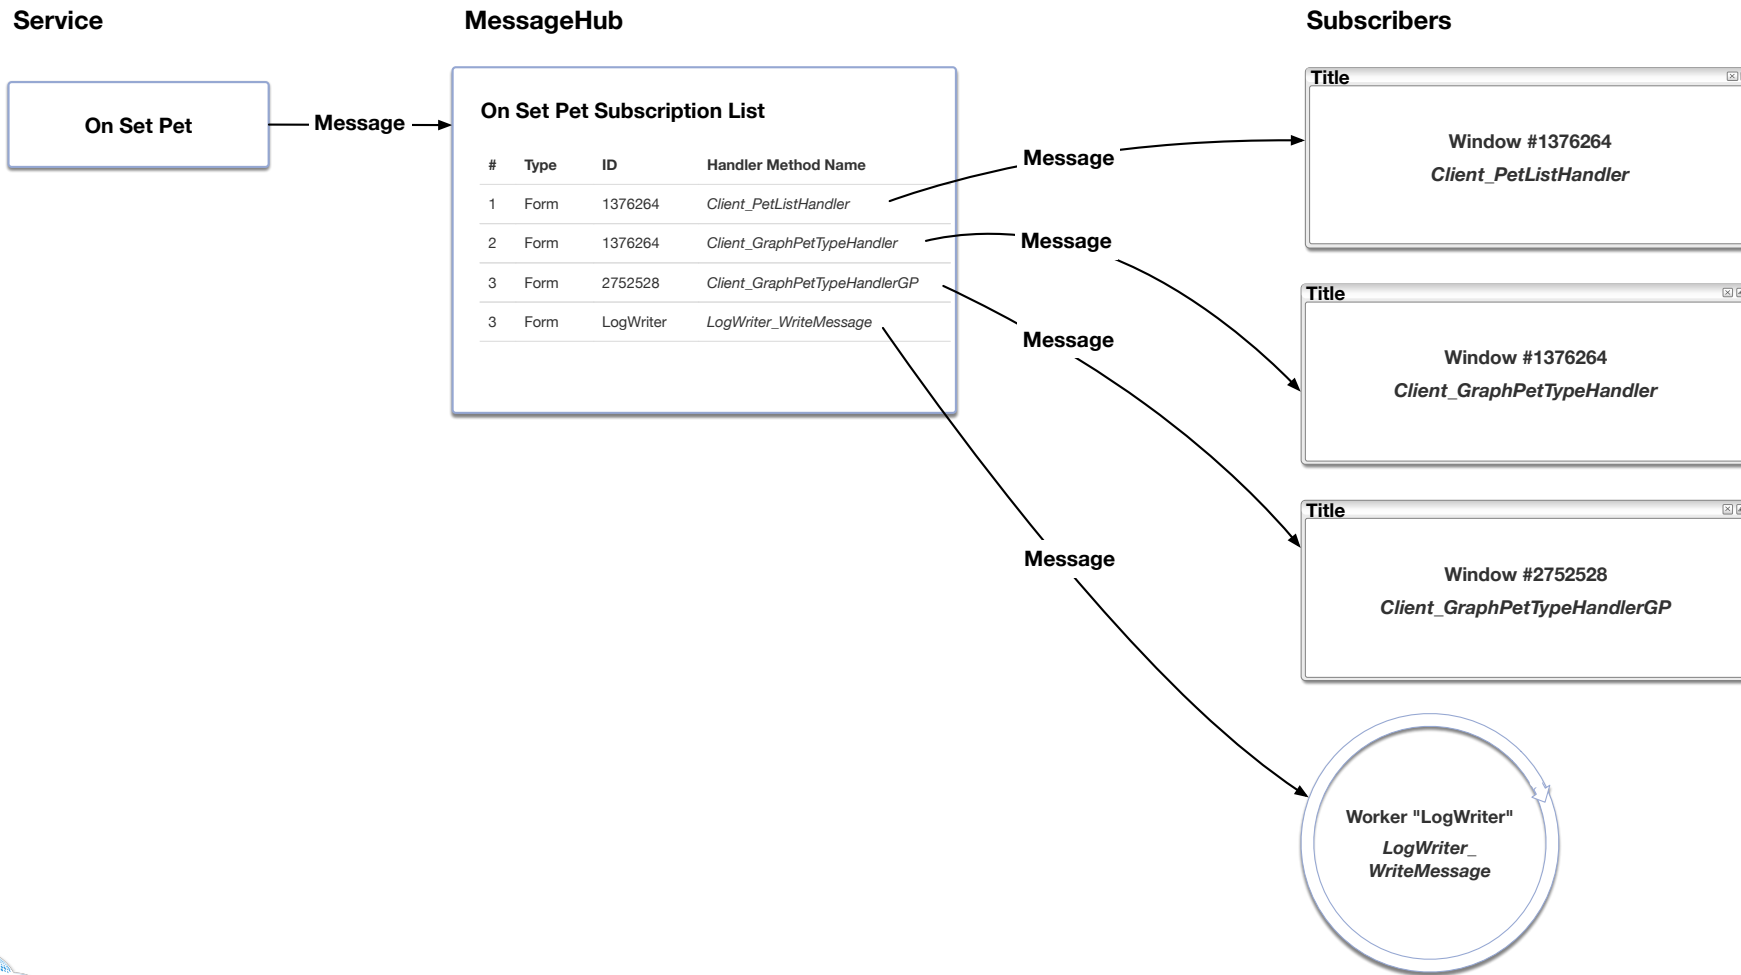 Service
MessageHub
Subscribers
On Set Pet
Message
On Set Pet Subscription List
# Type ID Handler Method Name
1 Form 1376264 Client_PetListHandler
2 Form 1376264 Client_GraphPetTypeHandler
3 Form 2752528 Client_GraphPetTypeHandlerGP
3 Form LogWriter LogWriter_WriteMessage
Message
Message
Message
Message
Title
Window #1376264
Client_PetListHandler
Title
Window #1376264
Client_GraphPetTypeHandler
Title
Window #2752528
Client_GraphPetTypeHandlerGP
Worker "LogWriter"
LogWriter_
WriteMessage